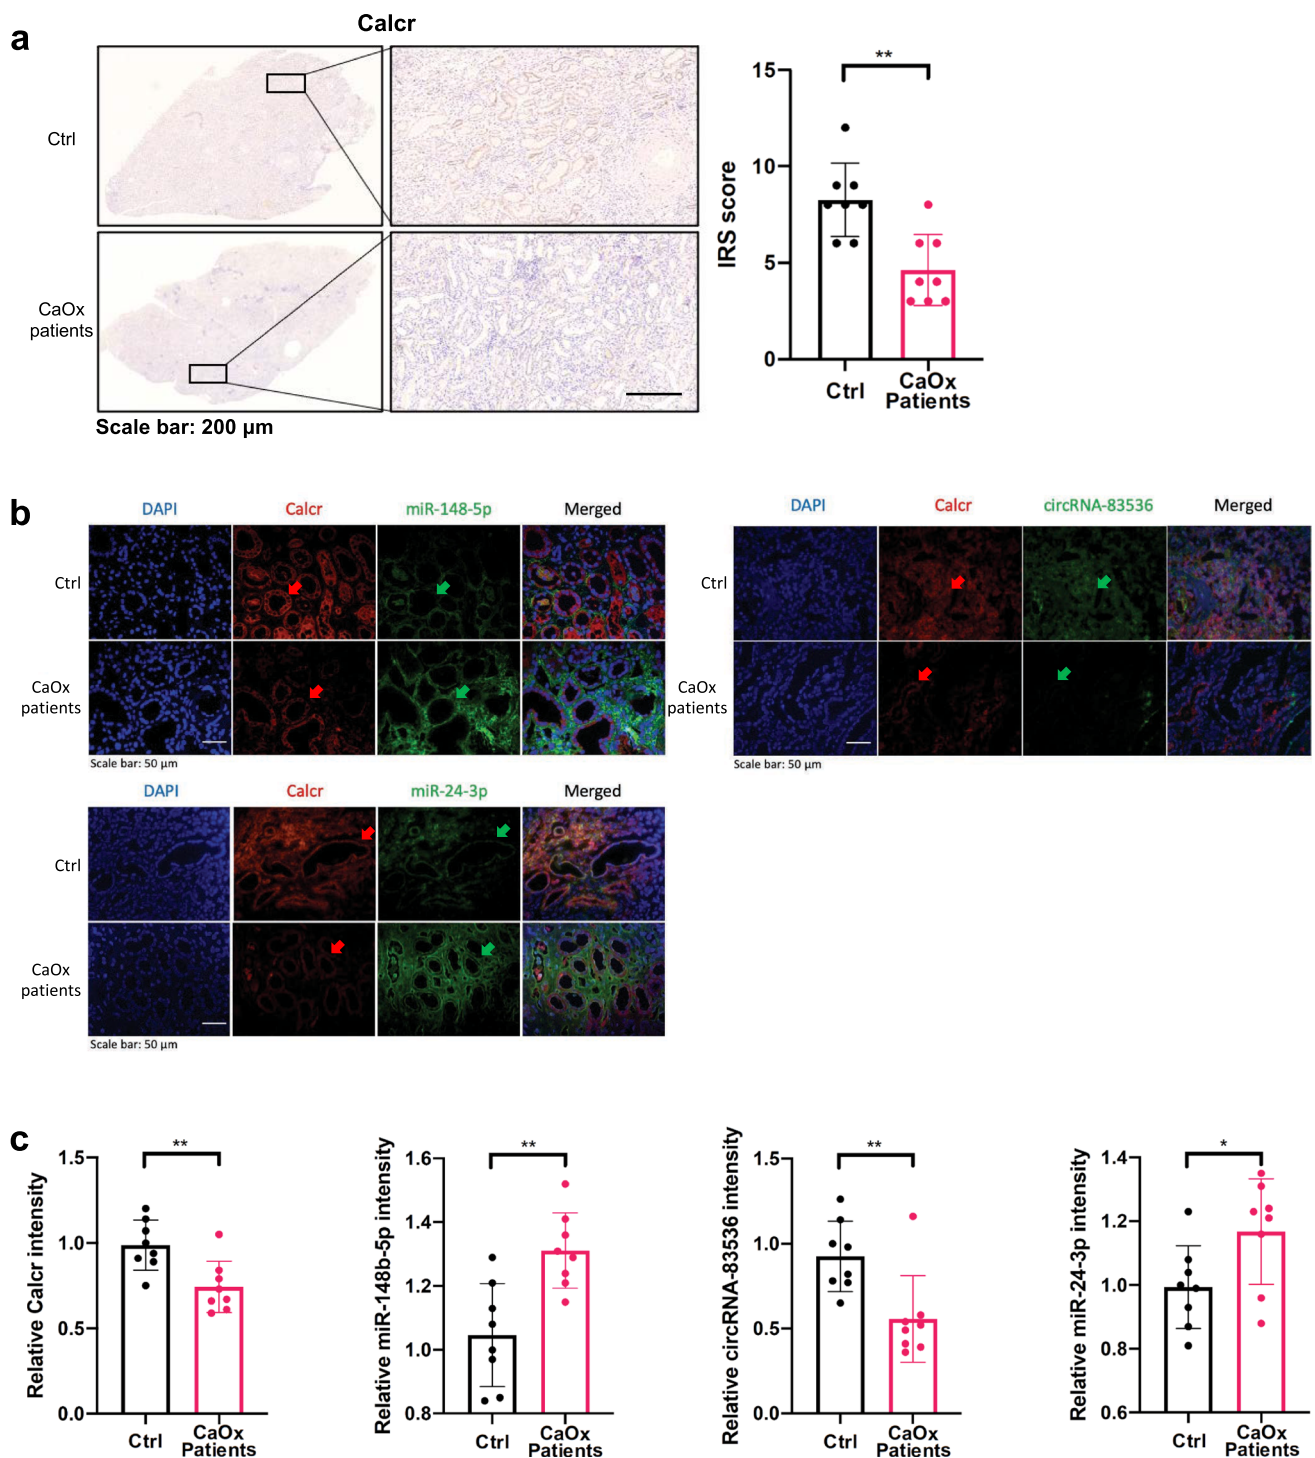 a
Calcr
Ctrl
CaOx
patients
Scale bar: 200 µm
IRS score
15
10
5
0
**
Ctrl
CaOx
Patients
b
DAPI
Calcr
miR-148-5p
Merged
Ctrl
CaOx
patients
Scale bar: 50 µm
DAPI
Calcr
circRNA-83536
Merged
Ctrl
CaOx
patients
Scale bar: 50 µm
DAPI
Calcr
miR-24-3p
Merged
Ctrl
CaOx
patients
Scale bar: 50 µm
c
Relative Calcr intensity
1.5
1.0
0.5
0.0
**
Ctrl
CaOx
Patients
Relative miR-148b-5p intensity
1.6
1.4
1.2
1.0
0.8
**
Ctrl
CaOx
Patients
Relative circRNA-83536 intensity
1.5
1.0
0.5
0.0
**
Ctrl
CaOx
Patients
Relative miR-24-3p intensity
1.4
1.2
1.0
0.8
0.6
*
Ctrl
CaOx
Patients